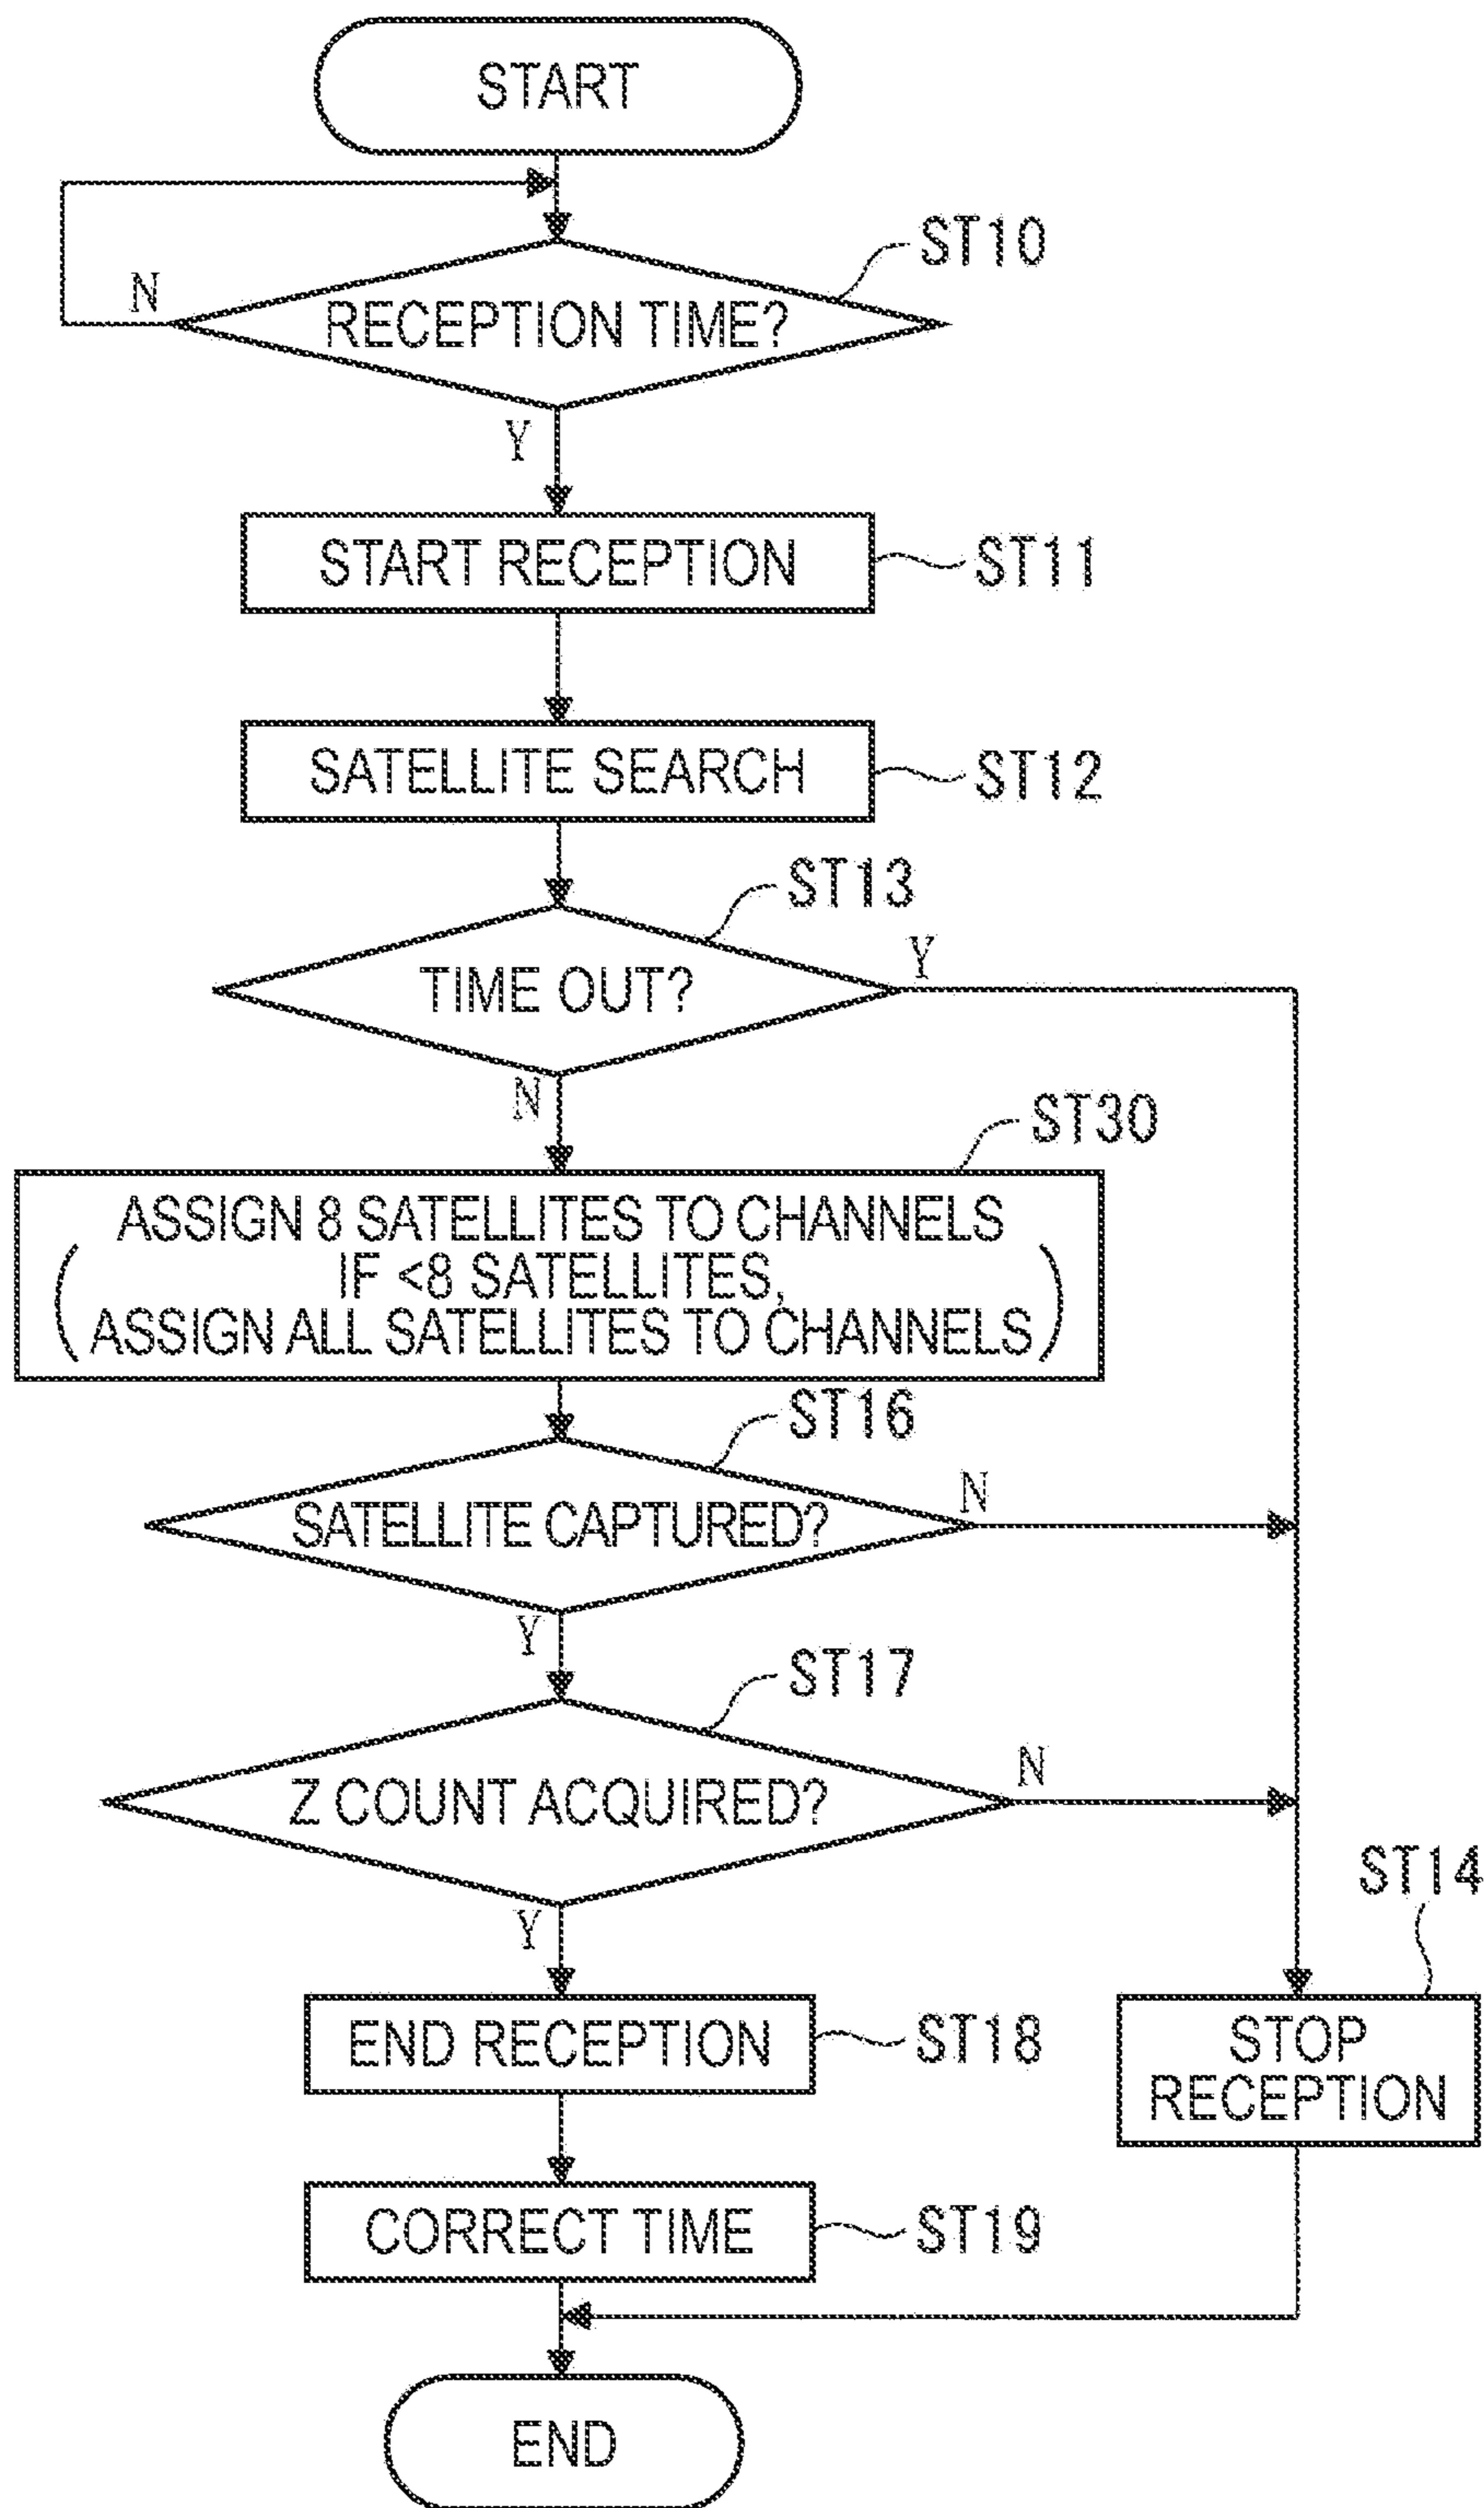 START
ST10
N
RECEPTION TIME?
Y
START RECEPTION
ST11
SATELLITE SEARCH
ST12
ST13
Y
TIME OUT?
N
ST30
ASSIGN 8 SATELLITES TO CHANNELS
(IF <8 SATELLITES,
ASSIGN ALL SATELLITES TO CHANNELS)
ST16
N
SATELLITE CAPTURED?
Y
ST17
N
Z COUNT ACQUIRED?
ST14
Y
END RECEPTION
ST18
STOP
RECEPTION
CORRECT TIME
ST19
END